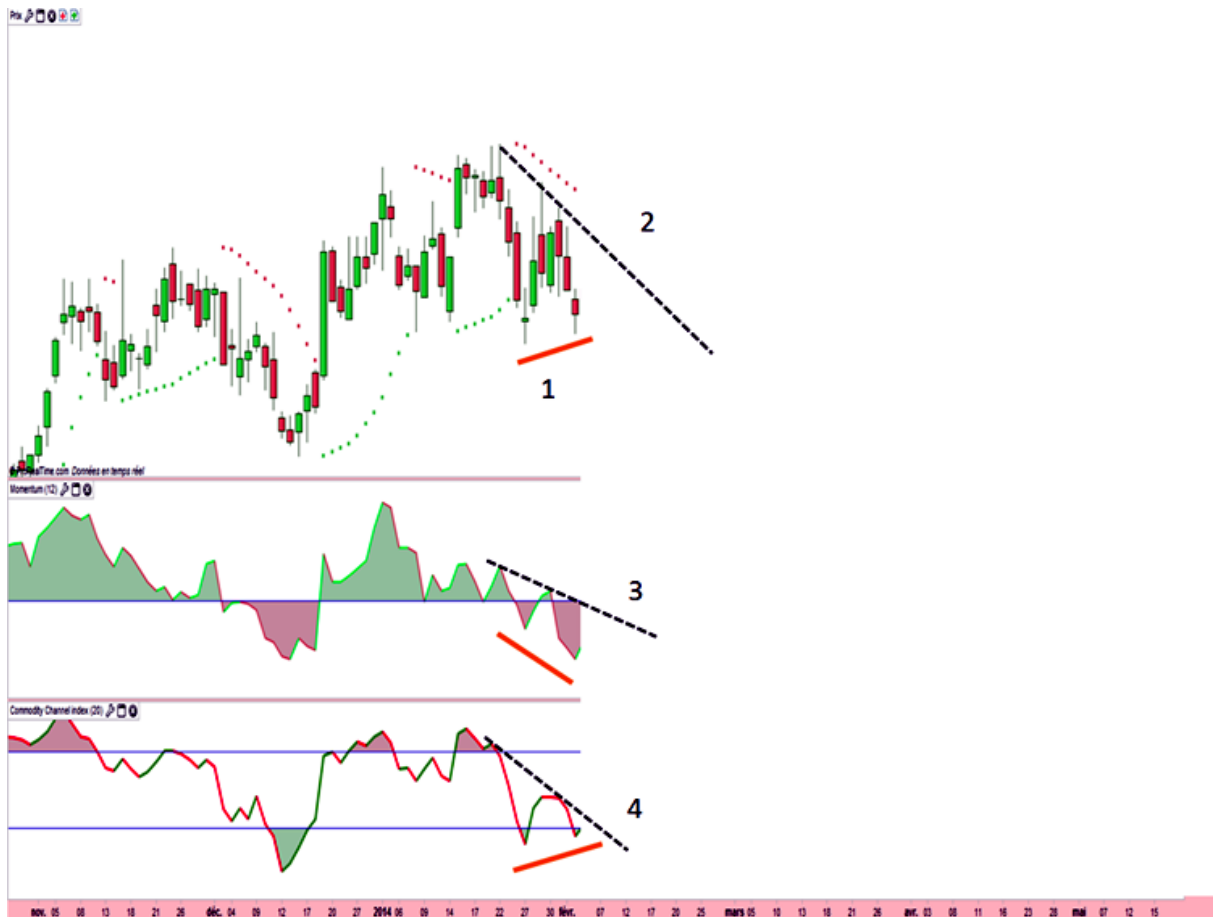 Prix
2
1
RealTime.com Données en temps réel
Momentum (12)
3
Commodity Channel index (20)
4
nov. 05 08 13 18 21 26 déc. 04 09 12 17 20 27 2014 06 09 14 17 22 27 30 févr. 07 12 17 20 25 mars 05 10 13 18 21 26 avr. 03 08 11 16 23 28 mai 07 12 15